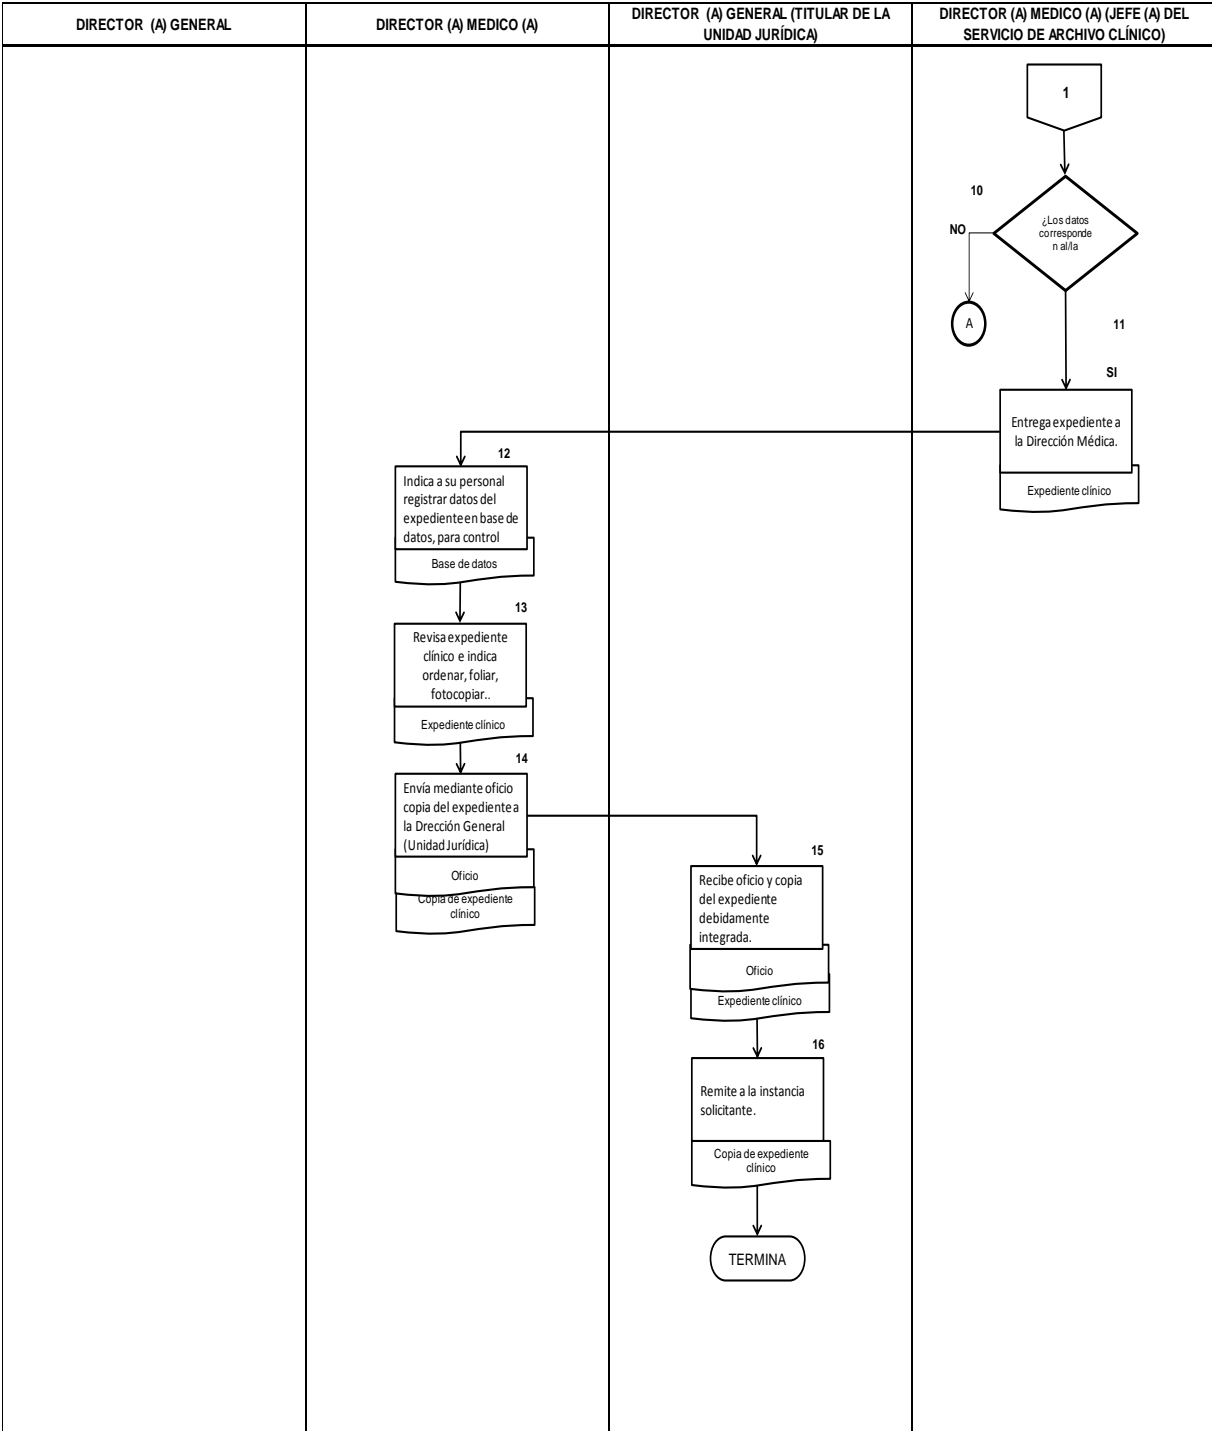 DIRECTOR (A) GENERAL
DIRECTOR (A) MEDICO (A)
DIRECTOR (A) GENERAL (TITULAR DE LA
UNIDAD JURÍDICA)
DIRECTOR (A) MEDICO (A) (JEFE (A) DEL
SERVICIO DE ARCHIVO CLÍNICO)
1
10
¿Los datos
corresponde
n al/la
NO
A
11
SI
Entrega expediente a
la Dirección Médica.
Expediente clínico
12
Indica a su personal
registrar datos del
expediente en base de
datos, para control
Base de datos
13
Revisa expediente
clínico e indica
ordenar, foliar,
fotocopiar..
Expediente clínico
14
Envía mediante oficio
copia del expediente a
la Drección General
(Unidad Jurídica)
Oficio
Copia de expediente
clínico
15
Recibe oficio y copia
del expediente
debidamente
integrada.
Oficio
Expediente clínico
16
Remite a la instancia
solicitante.
Copia de expediente
clínico
TERMINA